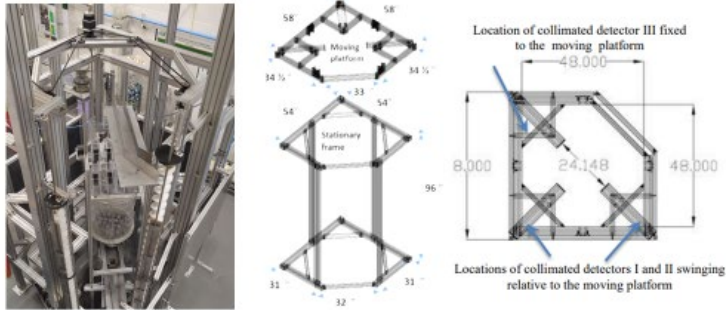 58″
58″
Moving
platform
34 ½ ″
34 ½ ″
33 ″
54″
54″
Stationary
frame
96 ″
31 ″
31 ″
32 ″
Location of collimated detector III fixed
to the moving platform
48.000
8.000
24.148
48.000
Locations of collimated detectors I and II swinging
relative to the moving platform